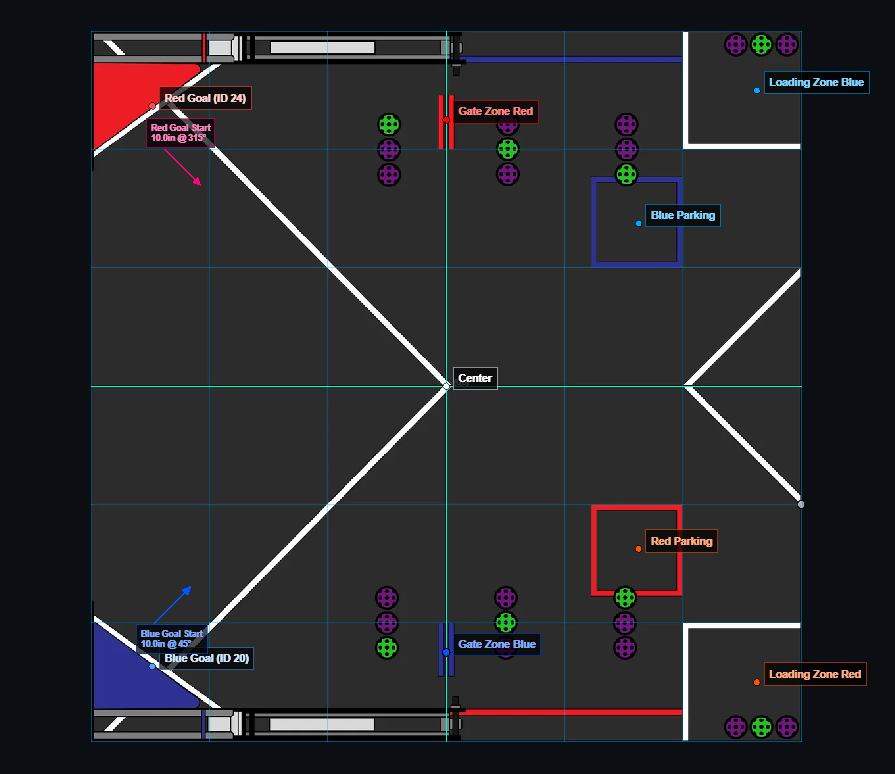 Loading Zone Blue
Red Goal (ID 24)
Gate Zone Red
Red Goal Start
10.0in @ 315°
Blue Parking
Center
Red Parking
Blue Goal Start
10.0in @ 45°
Gate Zone Blue
Blue Goal (ID 20)
Loading Zone Red